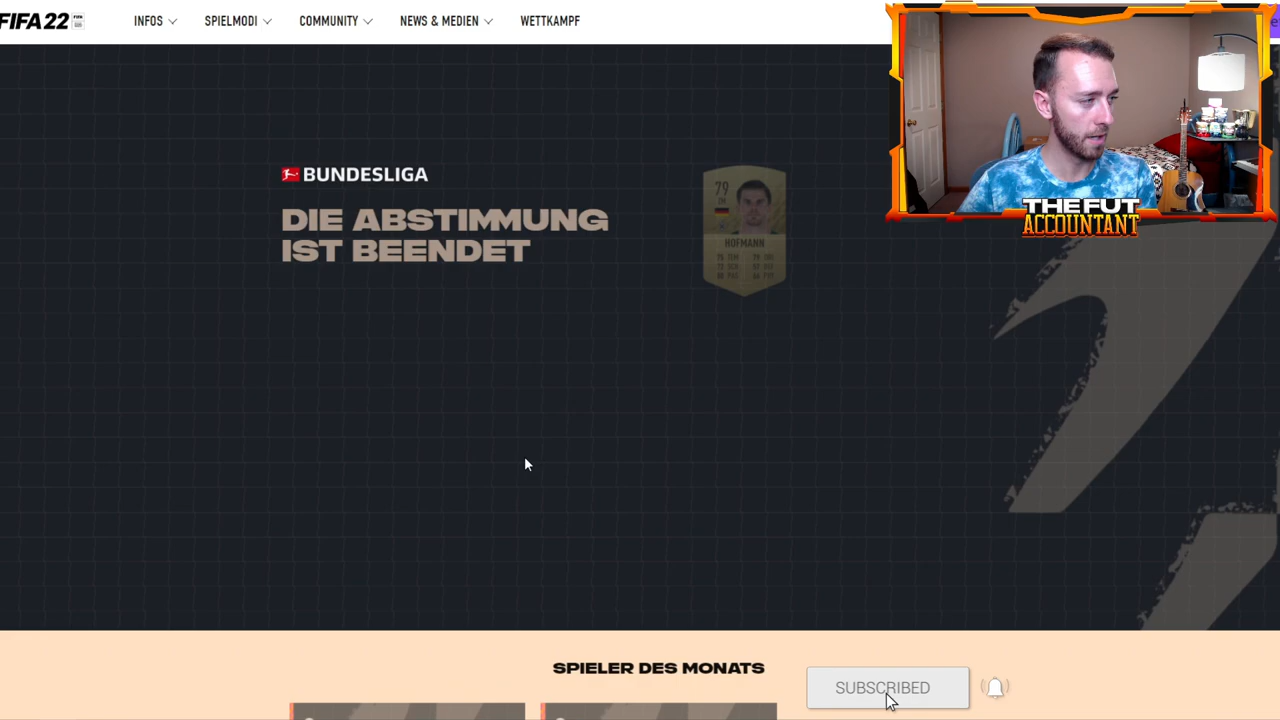 FIFA 22
INFOS
SPIELMODI
COMMUNITY
NEWS & MEDIEN
WETTKAMPF
THE FUT
ACCOUNTANT
BUNDESLIGA
DIE ABSTIMMUNG
IST BEENDET
79
HOFMANN
SPIELER DES MONATS
SUBSCRIBED